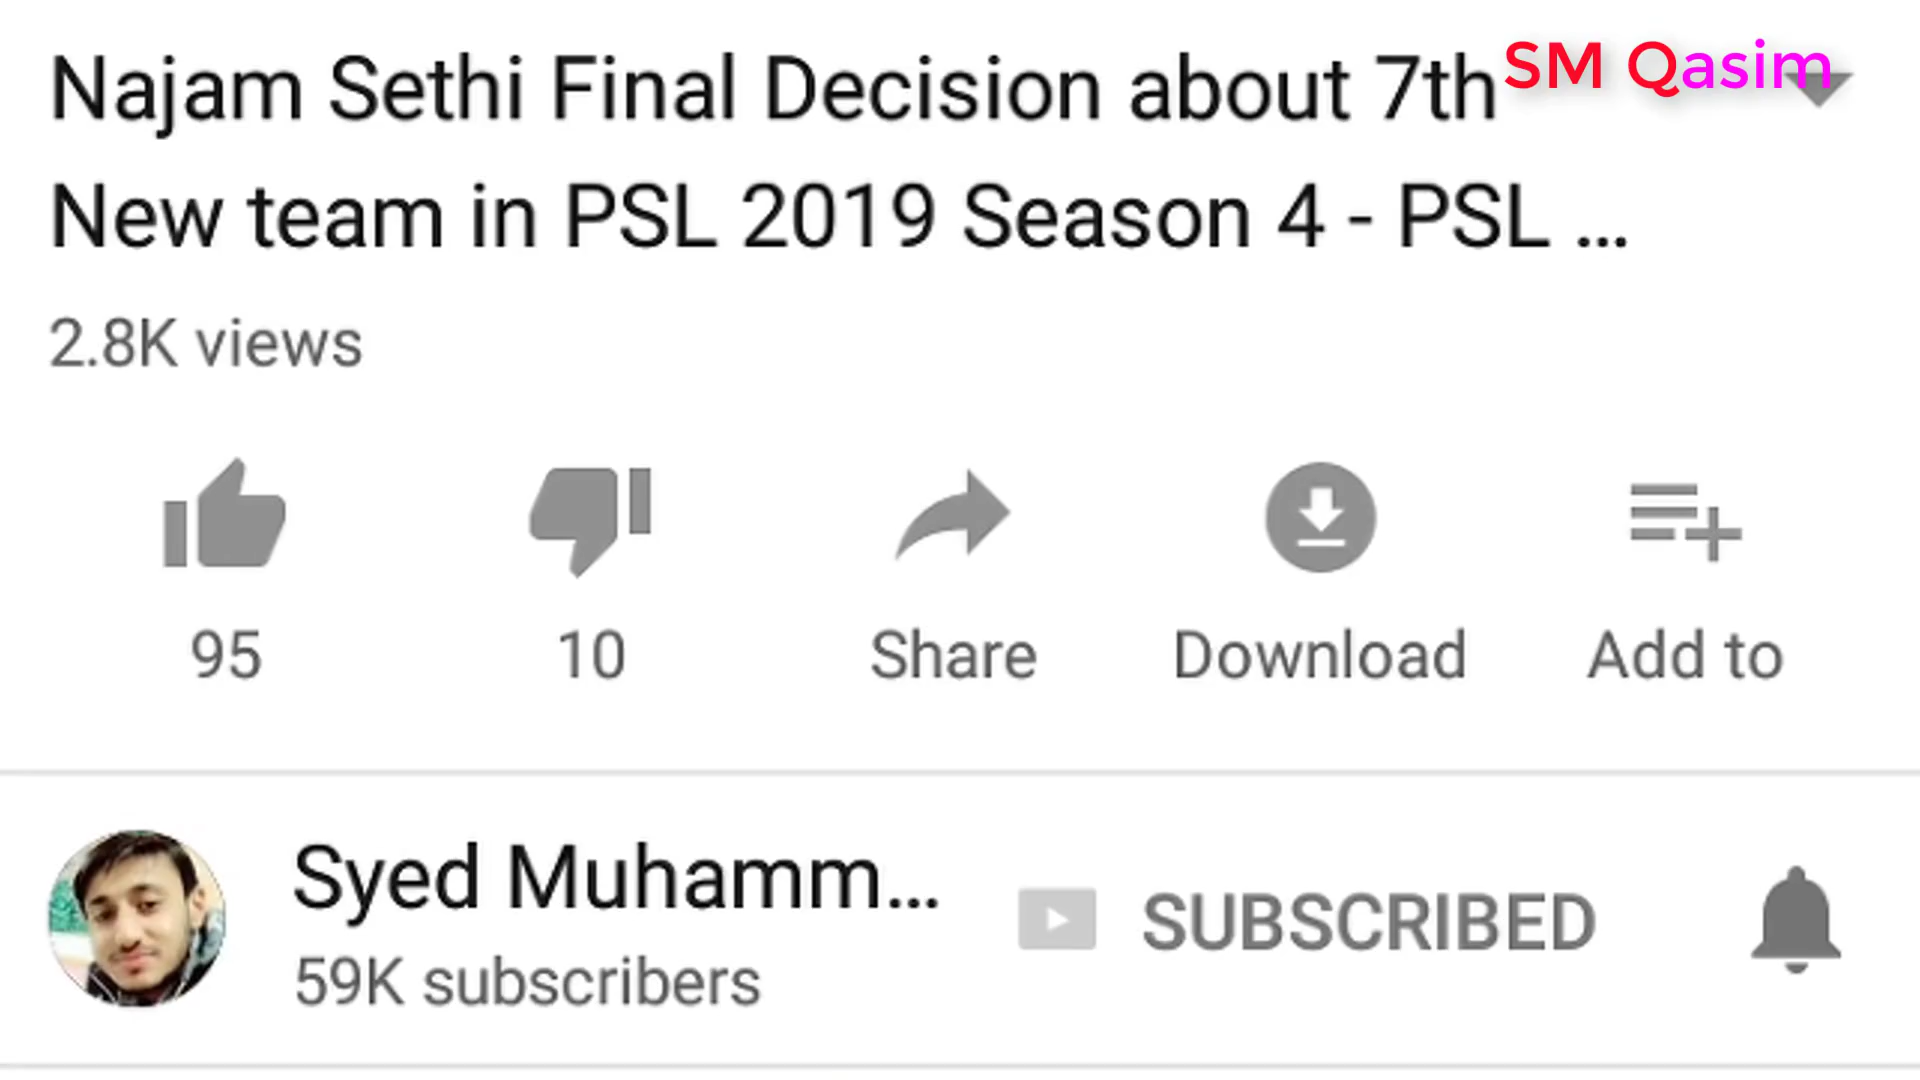 Najam Sethi Final Decision about 7th
SM Qasim
New team in PSL 2019 Season 4 - PSL ...
2.8K views
95
10
Share
Download
Add to
Syed Muhamm...
SUBSCRIBED
59K subscribers